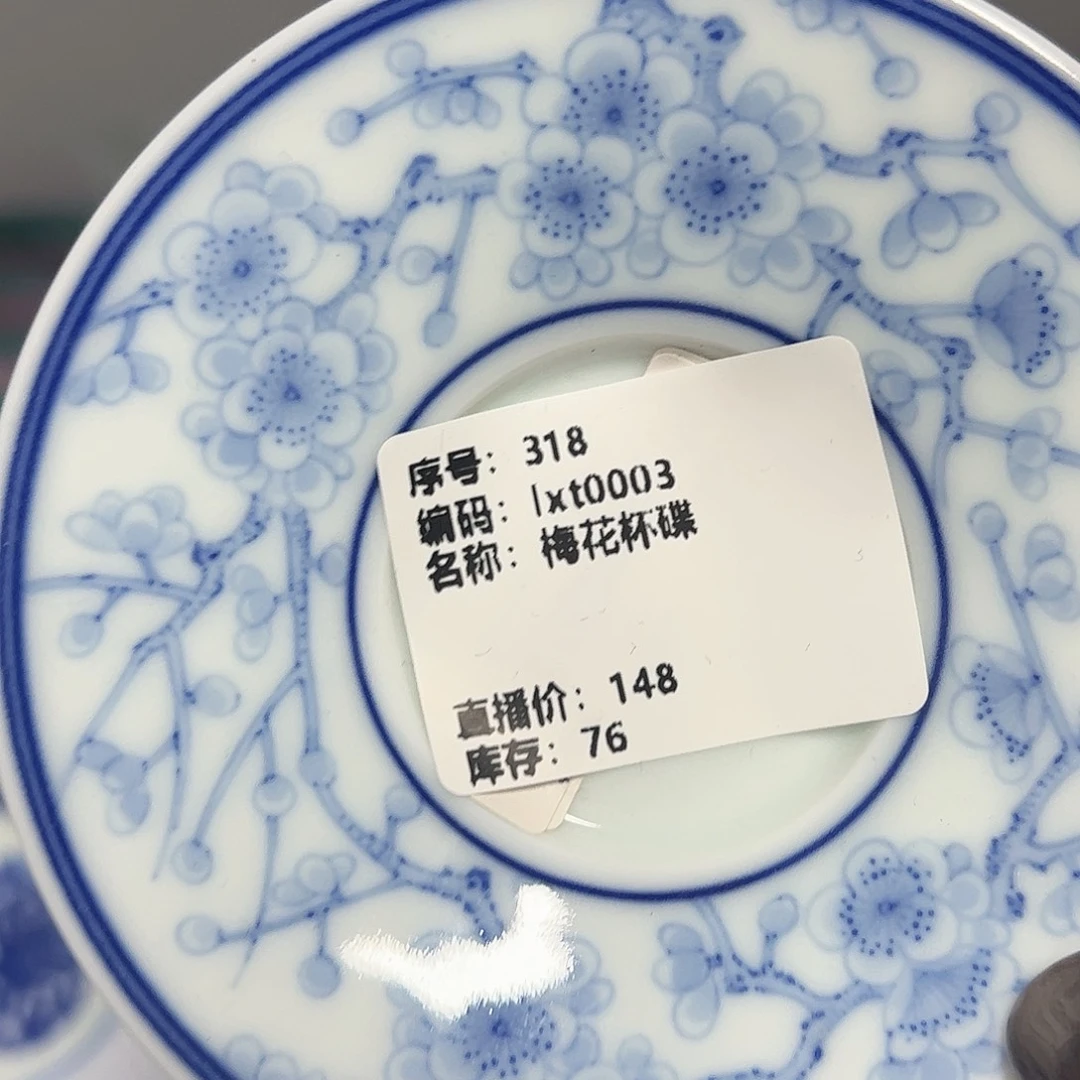 序号：318
编码：lxt0003
名称：梅花杯碟
直播价：148
库存：76